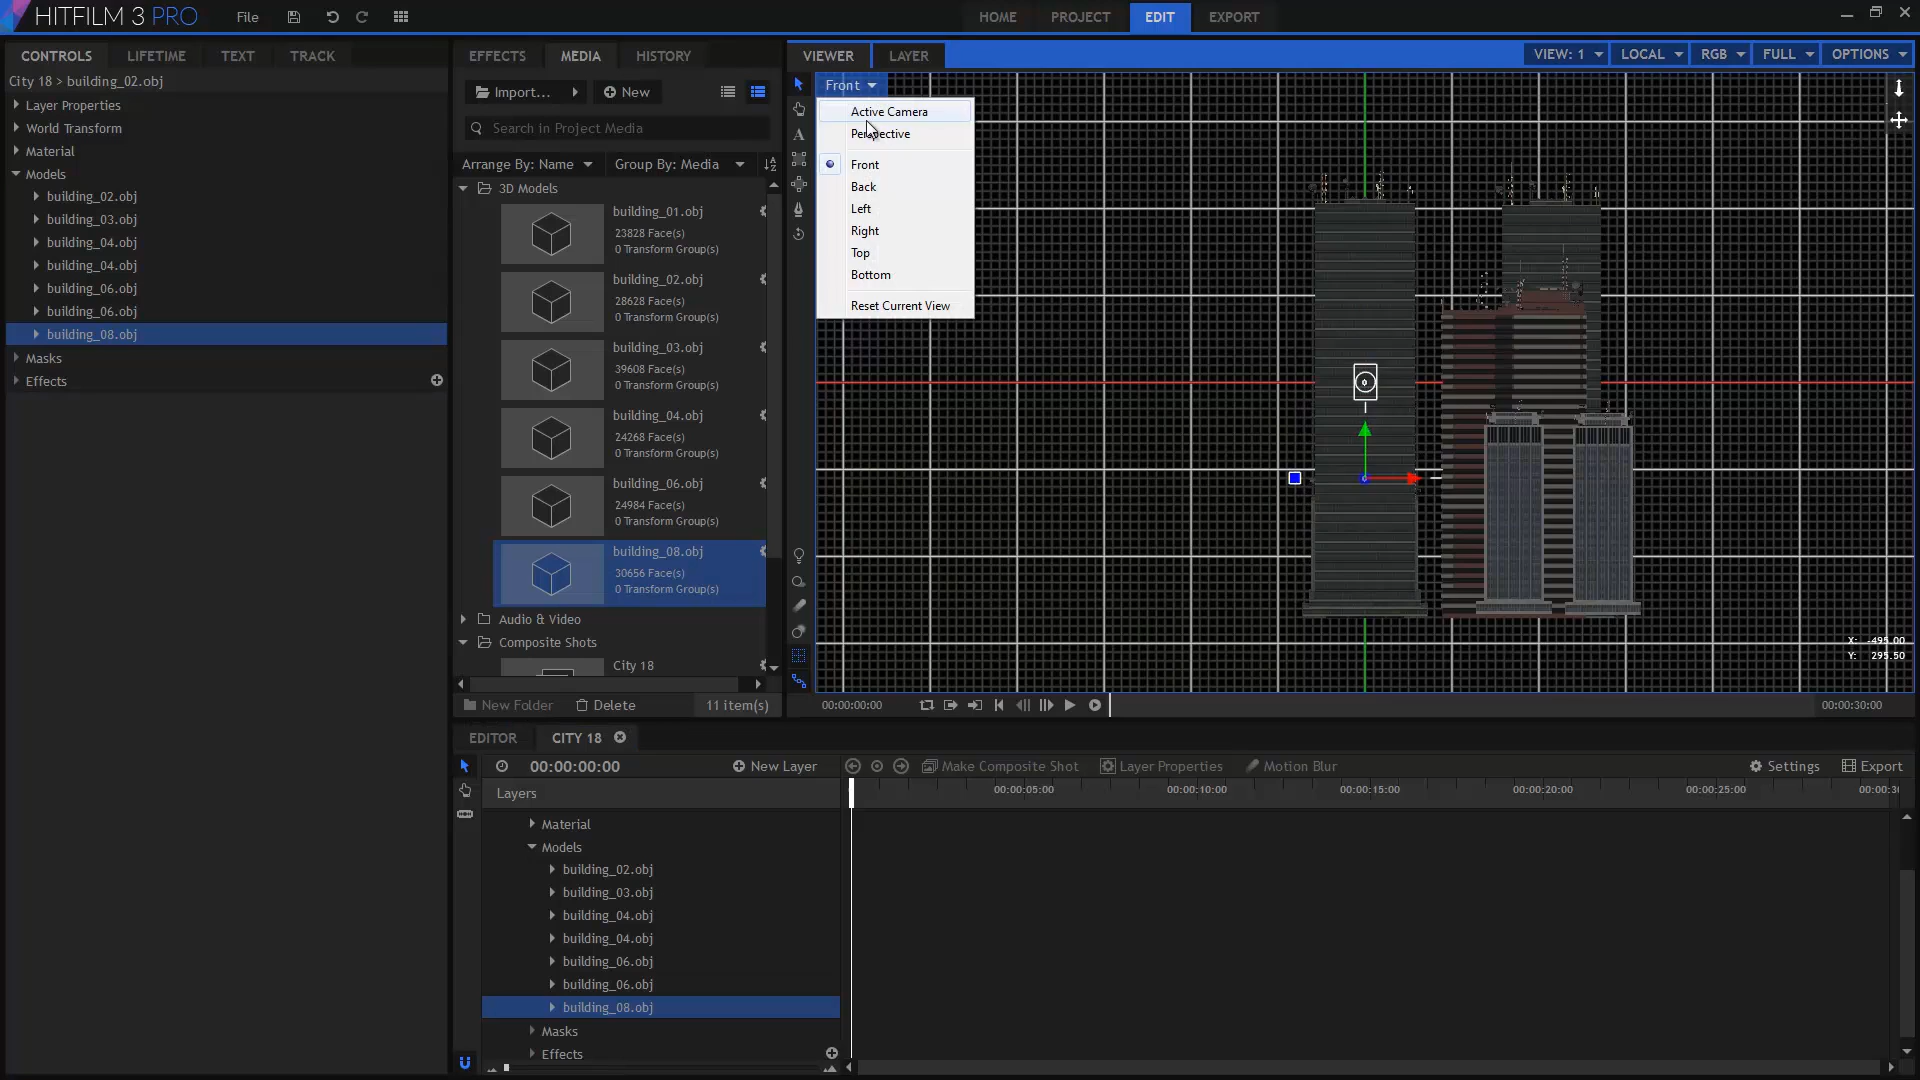 HITFILM 3 PRO
File
HOME
PROJECT
EDIT
EXPORT
CONTROLS
LIFETIME
TEXT
TRACK
City 18 > building_02.obj
Layer Properties
World Transform
Material
Models
building_02.obj
building_03.obj
building_04.obj
building_04.obj
building_06.obj
building_06.obj
building_08.obj
Masks
Effects
EFFECTS
MEDIA
HISTORY
Import...
New
Search in Project Media
Arrange By: Name
Group By: Media
3D Models
building_01.obj
23828 Face(s)
0 Transform Group(s)
building_02.obj
28628 Face(s)
0 Transform Group(s)
building_03.obj
39608 Face(s)
0 Transform Group(s)
building_04.obj
24268 Face(s)
0 Transform Group(s)
building_06.obj
24984 Face(s)
0 Transform Group(s)
building_08.obj
30656 Face(s)
0 Transform Group(s)
Audio & Video
Composite Shots
City 18
New Folder
Delete
11 item(s)
VIEWER
LAYER
VIEW: 1
LOCAL
RGB
FULL
OPTIONS
Front
Active Camera
Perspective
Front
Back
Left
Right
Top
Bottom
Reset Current View
X: -495.00
Y: 295.50
00:00:00:00
00:00:30:00
EDITOR
CITY 18
00:00:00:00
New Layer
Make Composite Shot
Layer Properties
Motion Blur
Settings
Export
Layers
00:00:05:00
00:00:10:00
00:00:15:00
00:00:20:00
00:00:25:00
00:00:3
Material
Models
building_02.obj
building_03.obj
building_04.obj
building_04.obj
building_06.obj
building_06.obj
building_08.obj
Masks
Effects